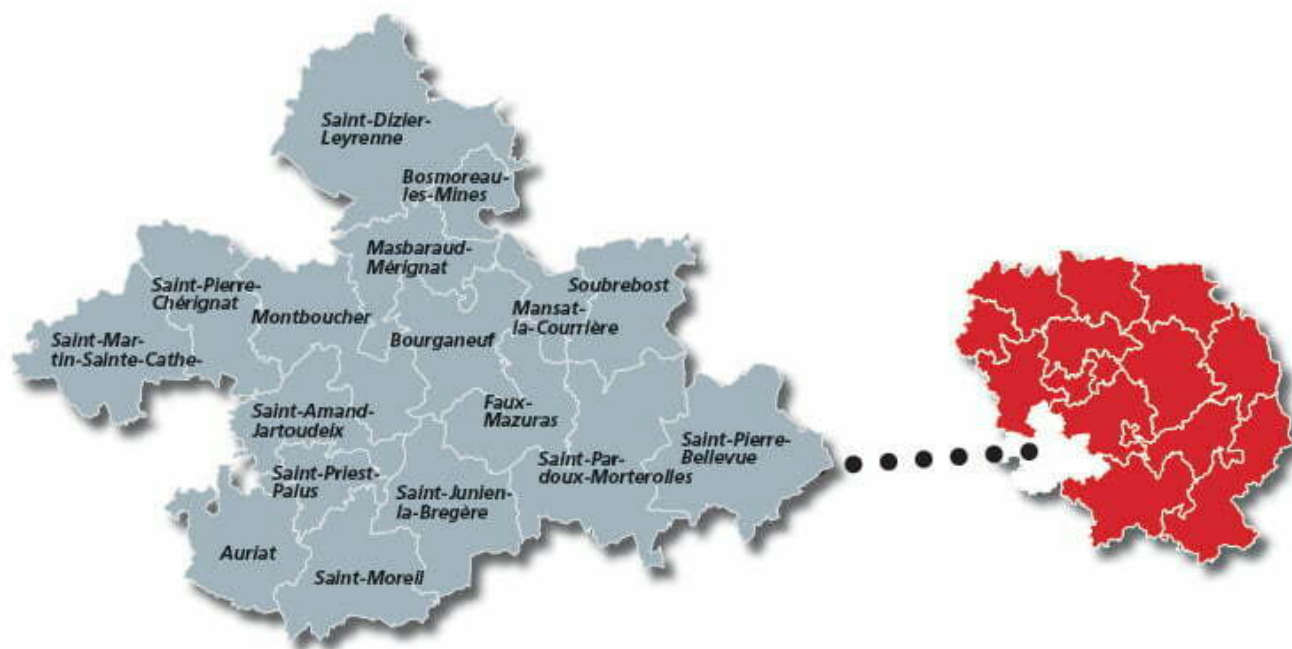 Saint-Dizier-
Leyrenne
Bosmoreau-
les-Mines
Masbaraud-
Mérignat
Saint-Pierre-
Chérignat
Soubrebost
Montboucher
Mansat-
la-Courrière
Bourganeuf
Saint-Mar-
tin-Sainte-Cathe-
Saint-Amand-
Jartoudeix
Faux-
Mazuras
Saint-Pierre-
Bellevue
Saint-Par-
doux-Morterolles
Saint-Priest-
Palus
Saint-Junien-
la-Bregère
Auriat
Saint-Moreil